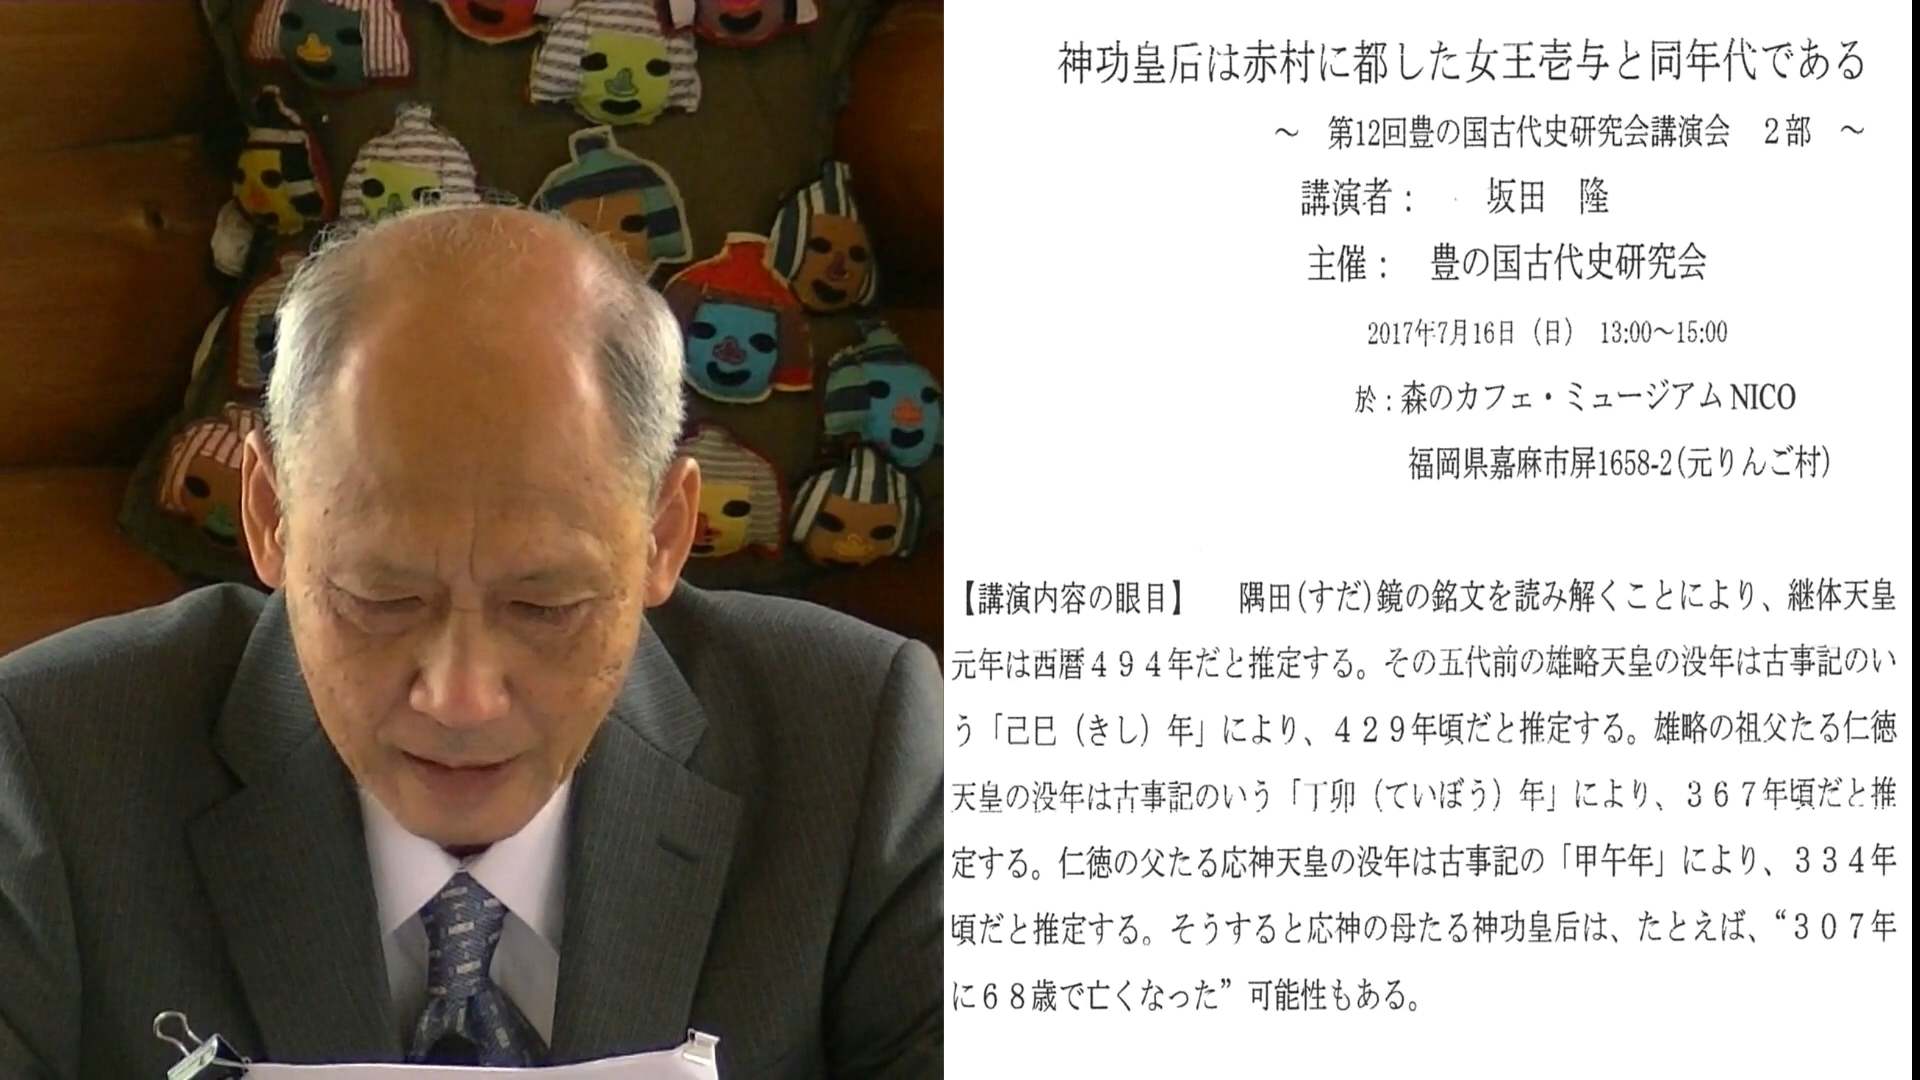 神功皇后は赤村に都した女王壱与と同年代である
～　第12回豊の国古代史研究会講演会　２部　～
講演者：　坂田　隆
主催：　豊の国古代史研究会
2017年7月16日（日）　13:00～15:00
於：森のカフェ・ミュージアム NICO
福岡県嘉麻市屏1658-2(元りんご村)
【講演内容の眼目】　隅田(すだ)鏡の銘文を読み解くことにより、継体天皇
元年は西暦４９４年だと推定する。その五代前の雄略天皇の没年は古事記のい
う「己巳（きし）年」により、４２９年頃だと推定する。雄略の祖父たる仁徳
天皇の没年は古事記のいう「丁卯（ていぼう）年」により、３６７年頃だと推
定する。仁徳の父たる応神天皇の没年は古事記の「甲午年」により、３３４年
頃だと推定する。そうすると応神の母たる神功皇后は、たとえば、“３０７年
に６８歳で亡くなった”可能性もある。